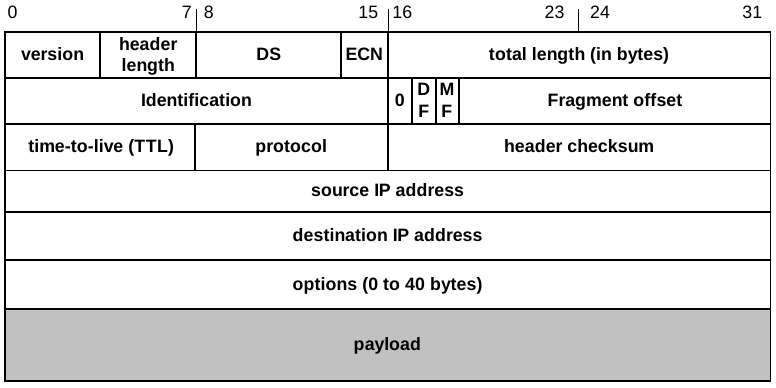 0 7 8 15 16 23 24 31
version header length DS ECN total length (in bytes)
Identification 0 DF MF Fragment offset
time-to-live (TTL) protocol header checksum
source IP address
destination IP address
options (0 to 40 bytes)
payload